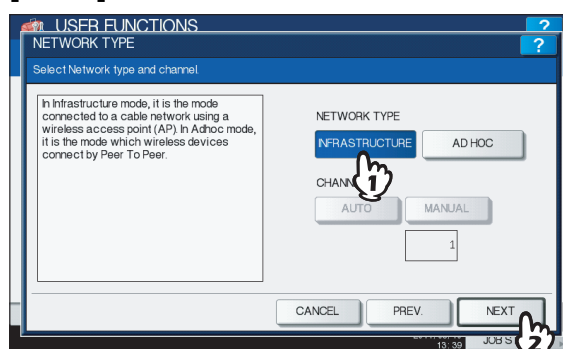 USER FUNCTIONS
?
NETWORK TYPE
?
Select Network type and channel.
In Infrastructure mode, it is the mode
connected to a cable network using a
wireless access point (AP). In Adhoc mode,
it is the mode which wireless devices
connect by Peer To Peer.
NETWORK TYPE
INFRASTRUCTURE
AD HOC
1
AUTO
MANUAL
1
CANCEL
PREV.
NEXT
13:39
JOB S
2